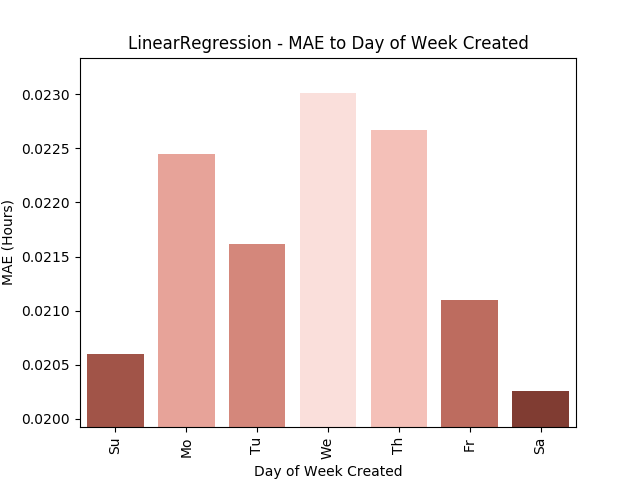 LinearRegression - MAE to Day of Week Created
MAE (Hours)
0.0230
0.0225
0.0220
0.0215
0.0210
0.0205
0.0200
Su
Mo
Tu
We
Th
Fr
Sa
Day of Week Created